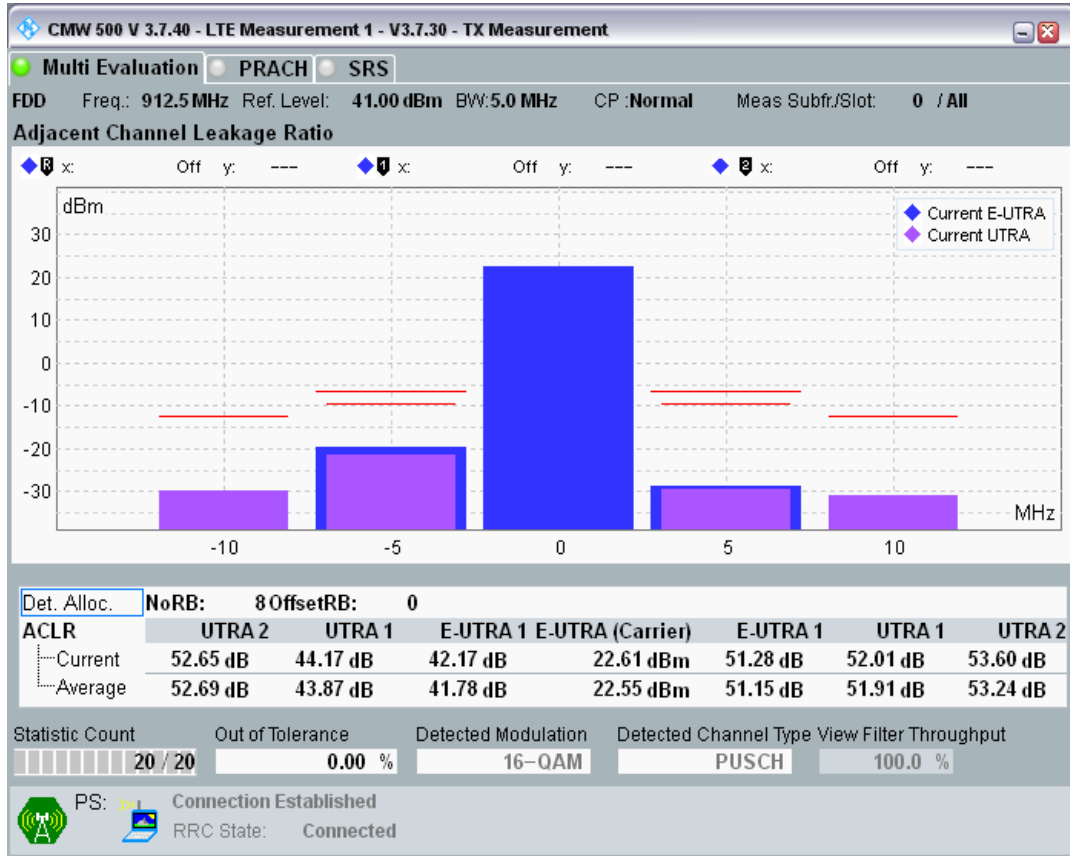 CMW 500 V 3.7.40 - LTE Measurement 1 - V3.7.30 - TX Measurement
Multi Evaluation PRACH SRS
FDD Freq.: 912.5 MHz Ref. Level: 41.00 dBm BW: 5.0 MHz CP : Normal Meas Subfr./Slot: 0 / All
Adjacent Channel Leakage Ratio
R x: Off y: --- 1 x: Off y: --- 2 x: Off y: ---
dBm
Current E-UTRA
Current UTRA
30
20
10
0
-10
-20
-30
MHz
-10 -5 0 5 10
Det. Alloc. NoRB: 8 OffsetRB: 0
ACLR UTRA 2 UTRA 1 E-UTRA 1 E-UTRA (Carrier) E-UTRA 1 UTRA 1 UTRA 2
Current 52.65 dB 44.17 dB 42.17 dB 22.61 dBm 51.28 dB 52.01 dB 53.60 dB
Average 52.69 dB 43.87 dB 41.78 dB 22.55 dBm 51.15 dB 51.91 dB 53.24 dB
Statistic Count Out of Tolerance Detected Modulation Detected Channel Type View Filter Throughput
20 / 20 0.00 % 16-QAM PUSCH 100.0 %
PS: Connection Established
RRC State: Connected